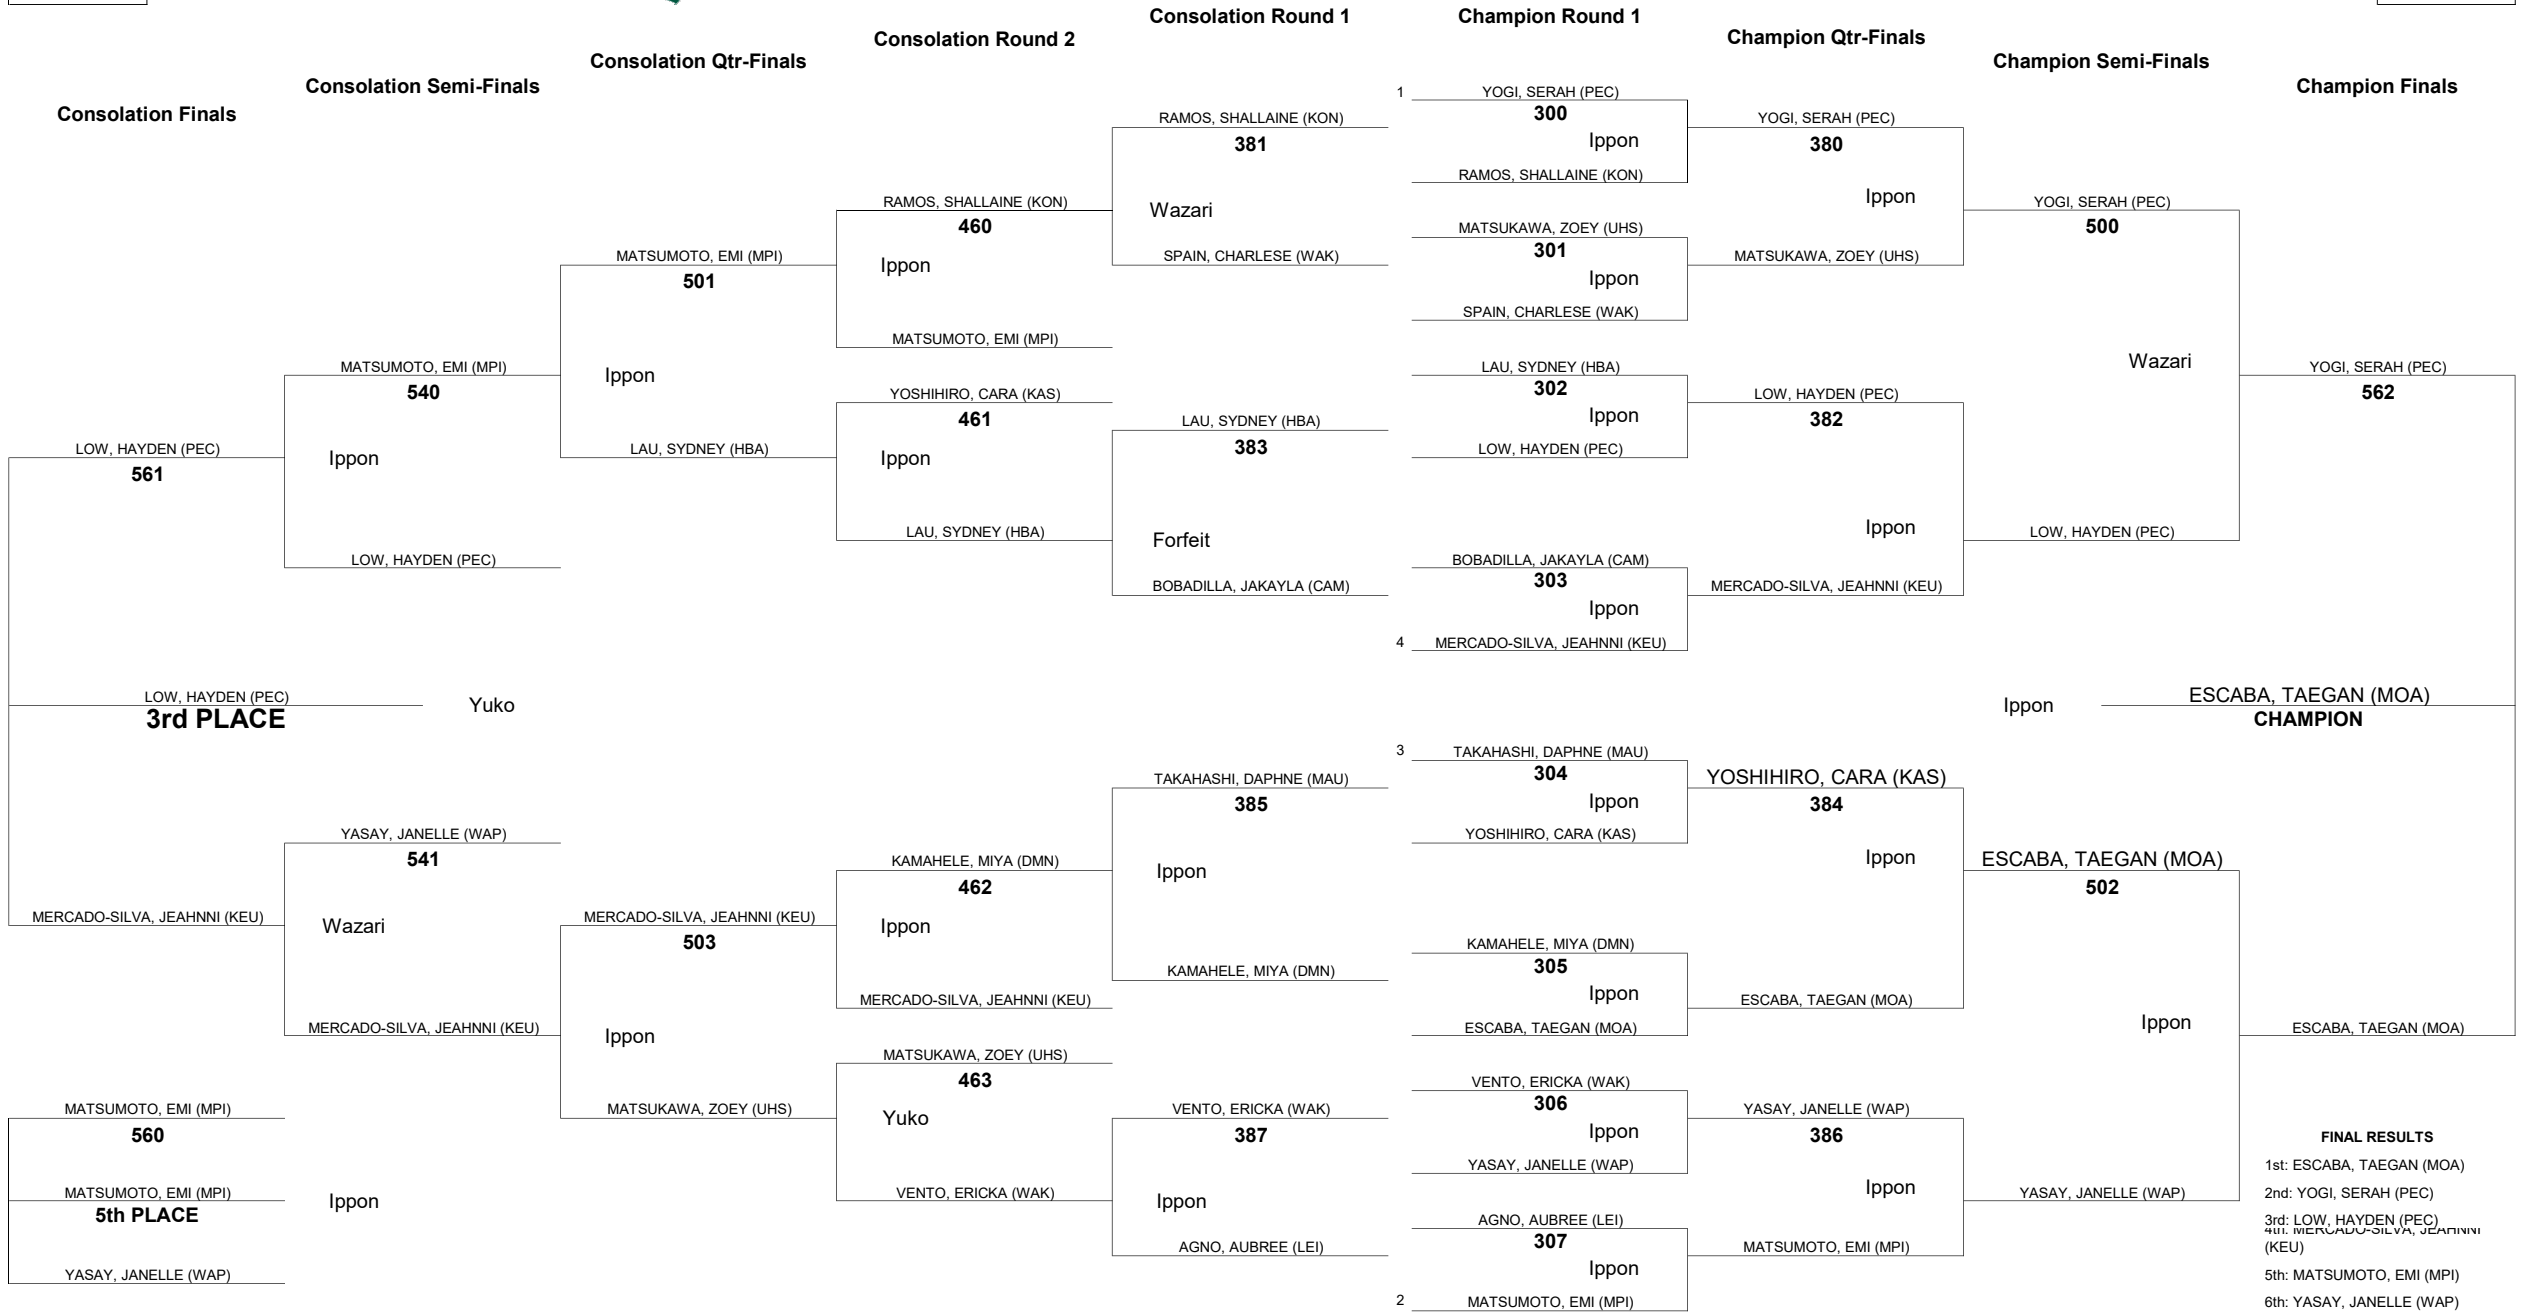 Consolation Round 1
Champion Round 1
Consolation Round 2
Champion Qtr-Finals
Consolation Qtr-Finals
Champion Semi-Finals
Consolation Semi-Finals
Champion Finals
Consolation Finals
LOW, HAYDEN (PEC)
561
LOW, HAYDEN (PEC)
3rd PLACE
Yuko
MERCADO-SILVA, JEAHNNI (KEU)
MATSUMOTO, EMI (MPI)
560
MATSUMOTO, EMI (MPI)
5th PLACE
Ippon
YASAY, JANELLE (WAP)
MATSUMOTO, EMI (MPI)
540
Ippon
LOW, HAYDEN (PEC)
YASAY, JANELLE (WAP)
541
Wazari
MERCADO-SILVA, JEAHNNI (KEU)
MATSUMOTO, EMI (MPI)
501
Ippon
LAU, SYDNEY (HBA)
MERCADO-SILVA, JEAHNNI (KEU)
503
Ippon
MATSUKAWA, ZOEY (UHS)
RAMOS, SHALLAINE (KON)
460
Ippon
MATSUMOTO, EMI (MPI)
YOSHIHIRO, CARA (KAS)
461
Ippon
LAU, SYDNEY (HBA)
KAMAHELE, MIYA (DMN)
462
Ippon
MERCADO-SILVA, JEAHNNI (KEU)
MATSUKAWA, ZOEY (UHS)
463
Yuko
VENTO, ERICKA (WAK)
RAMOS, SHALLAINE (KON)
381
Wazari
SPAIN, CHARLESE (WAK)
LAU, SYDNEY (HBA)
383
Forfeit
BOBADILLA, JAKAYLA (CAM)
TAKAHASHI, DAPHNE (MAU)
385
Ippon
KAMAHELE, MIYA (DMN)
VENTO, ERICKA (WAK)
387
Ippon
AGNO, AUBREE (LEI)
1 YOGI, SERAH (PEC)
300
Ippon
RAMOS, SHALLAINE (KON)
MATSUKAWA, ZOEY (UHS)
301
Ippon
SPAIN, CHARLESE (WAK)
LAU, SYDNEY (HBA)
302
Ippon
LOW, HAYDEN (PEC)
BOBADILLA, JAKAYLA (CAM)
303
Ippon
4 MERCADO-SILVA, JEAHNNI (KEU)
3 TAKAHASHI, DAPHNE (MAU)
304
Ippon
YOSHIHIRO, CARA (KAS)
KAMAHELE, MIYA (DMN)
305
Ippon
ESCABA, TAEGAN (MOA)
VENTO, ERICKA (WAK)
306
Ippon
YASAY, JANELLE (WAP)
AGNO, AUBREE (LEI)
307
Ippon
2 MATSUMOTO, EMI (MPI)
YOGI, SERAH (PEC)
380
Ippon
MATSUKAWA, ZOEY (UHS)
LOW, HAYDEN (PEC)
382
Ippon
MERCADO-SILVA, JEAHNNI (KEU)
YOSHIHIRO, CARA (KAS)
384
Ippon
ESCABA, TAEGAN (MOA)
YASAY, JANELLE (WAP)
386
Ippon
MATSUMOTO, EMI (MPI)
YOGI, SERAH (PEC)
500
Wazari
LOW, HAYDEN (PEC)
ESCABA, TAEGAN (MOA)
502
Ippon
YASAY, JANELLE (WAP)
YOGI, SERAH (PEC)
562
Ippon
ESCABA, TAEGAN (MOA)
CHAMPION
ESCABA, TAEGAN (MOA)
FINAL RESULTS
1st: ESCABA, TAEGAN (MOA)
2nd: YOGI, SERAH (PEC)
3rd: LOW, HAYDEN (PEC)
4th: MERCADO-SILVA, JEAHNNI
(KEU)
5th: MATSUMOTO, EMI (MPI)
6th: YASAY, JANELLE (WAP)